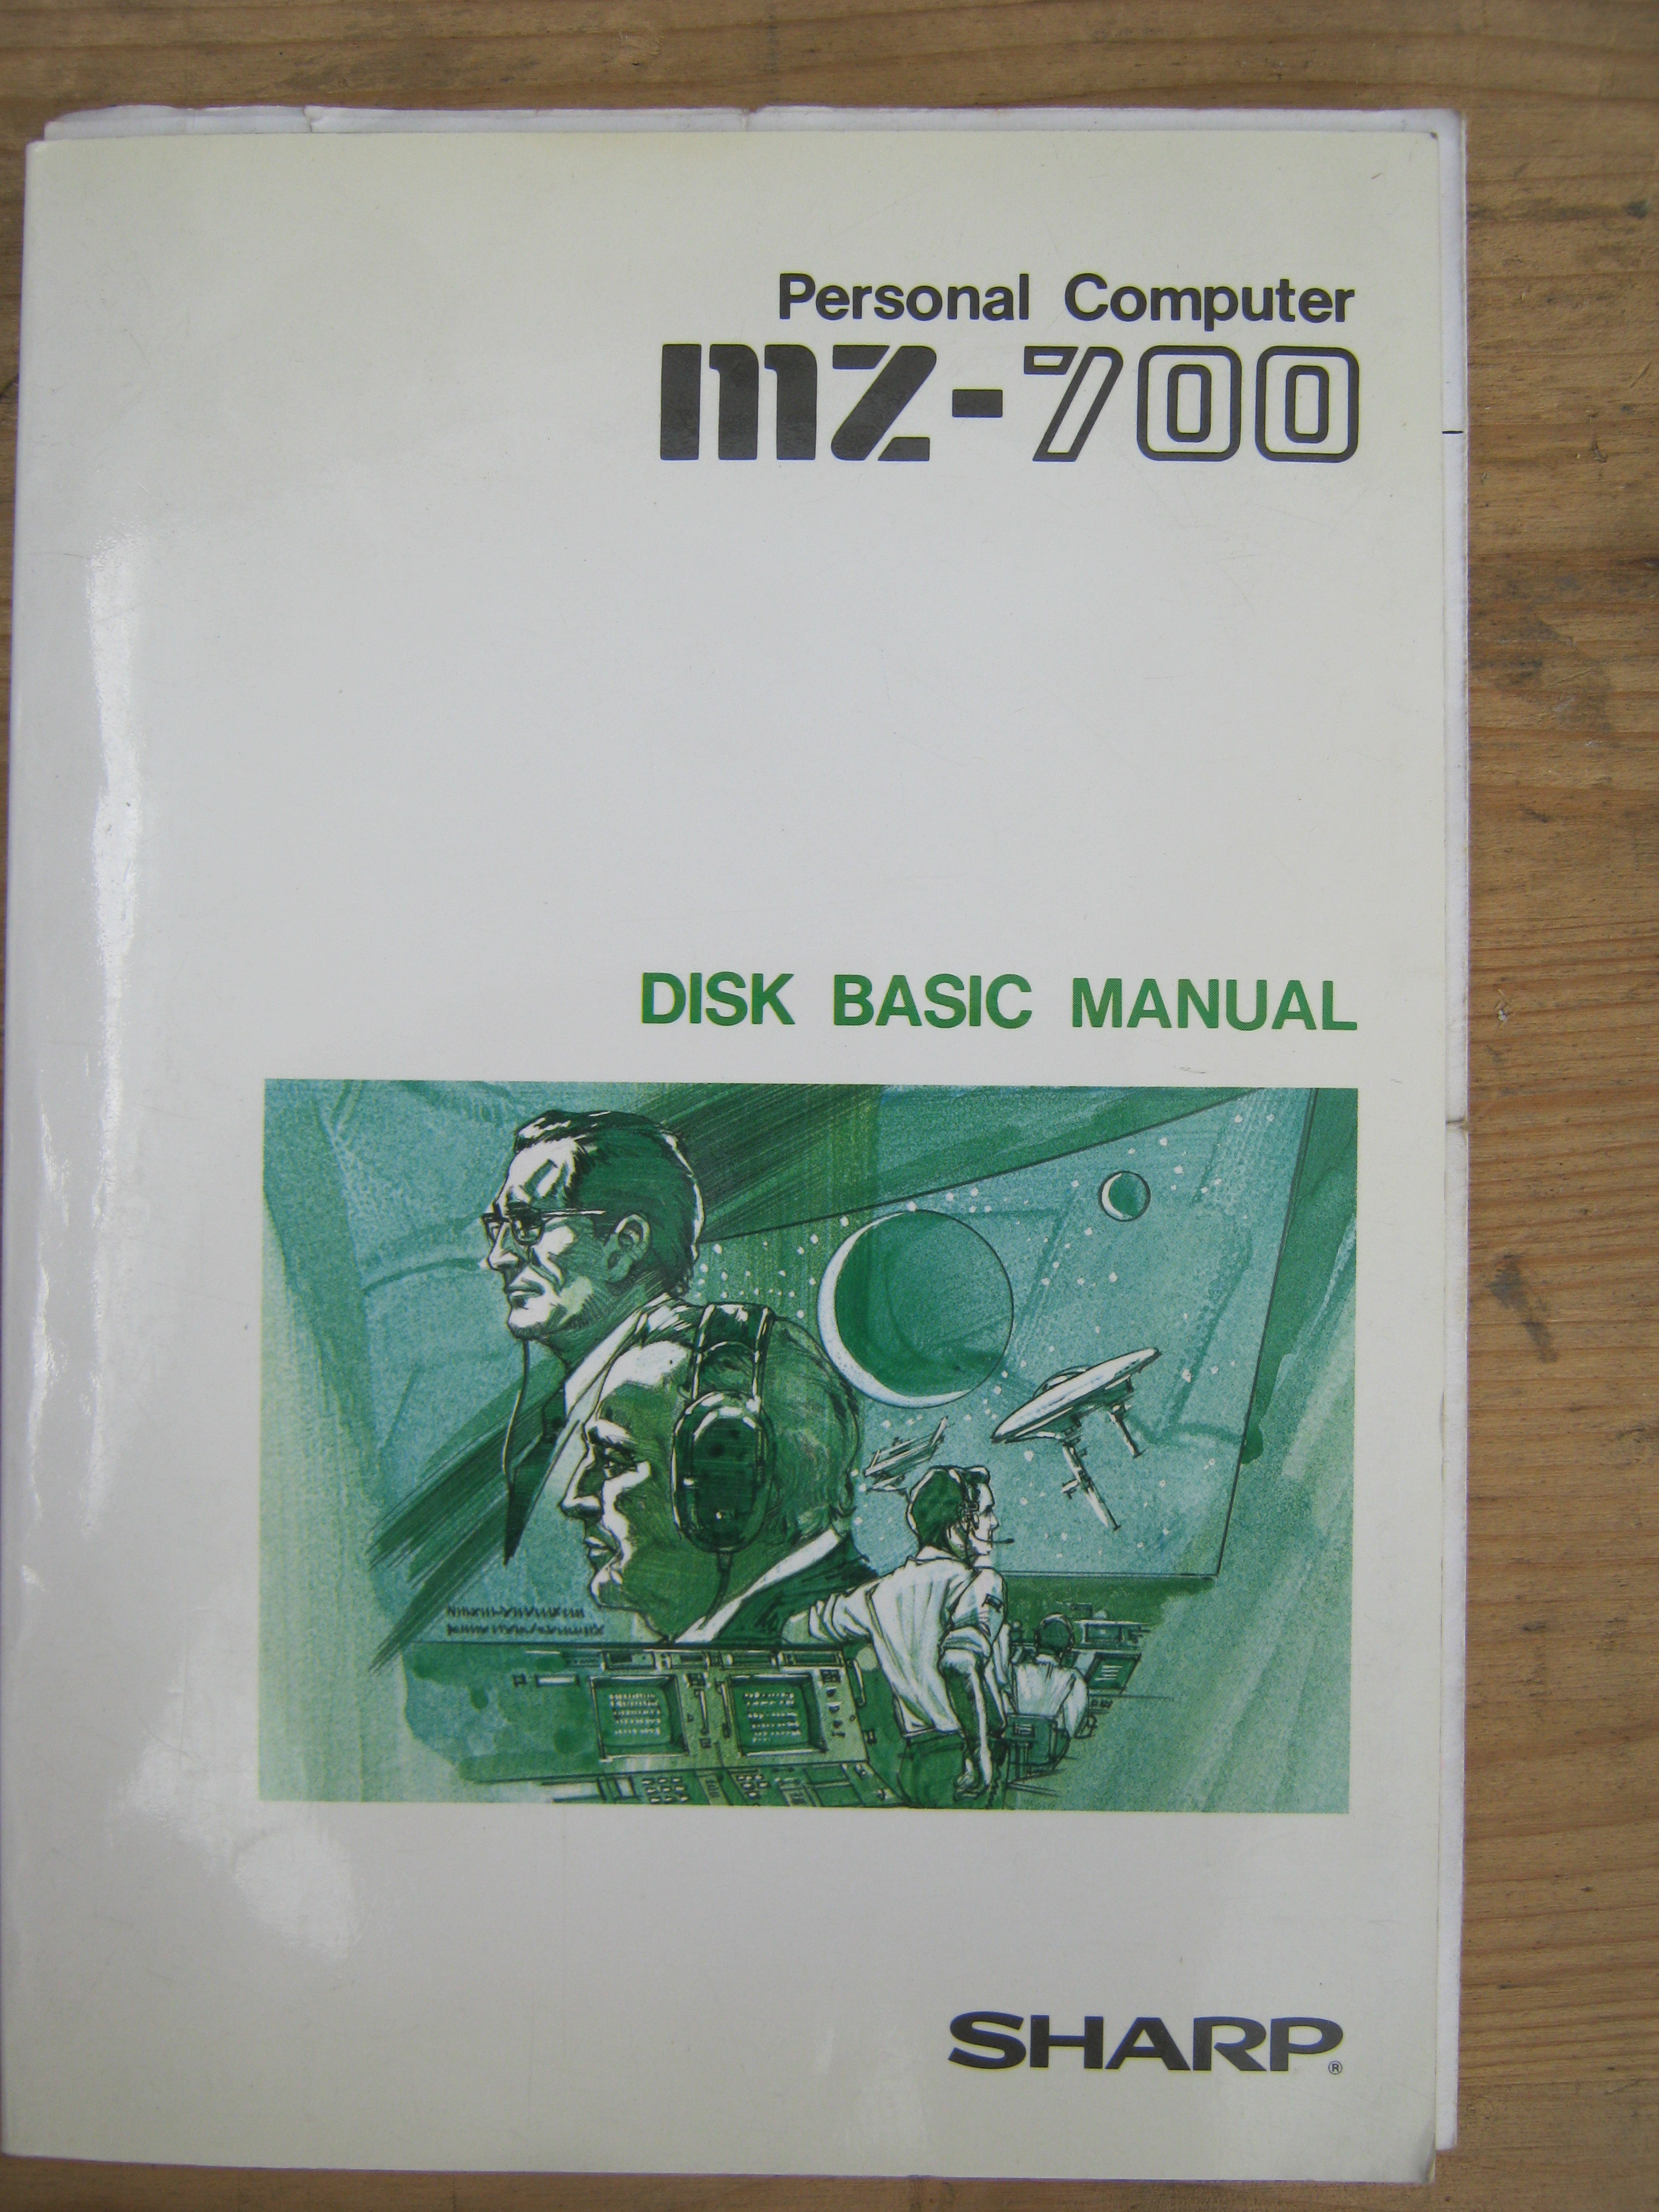 Personal Computer
MZ-700
DISK BASIC MANUAL
SHARP®